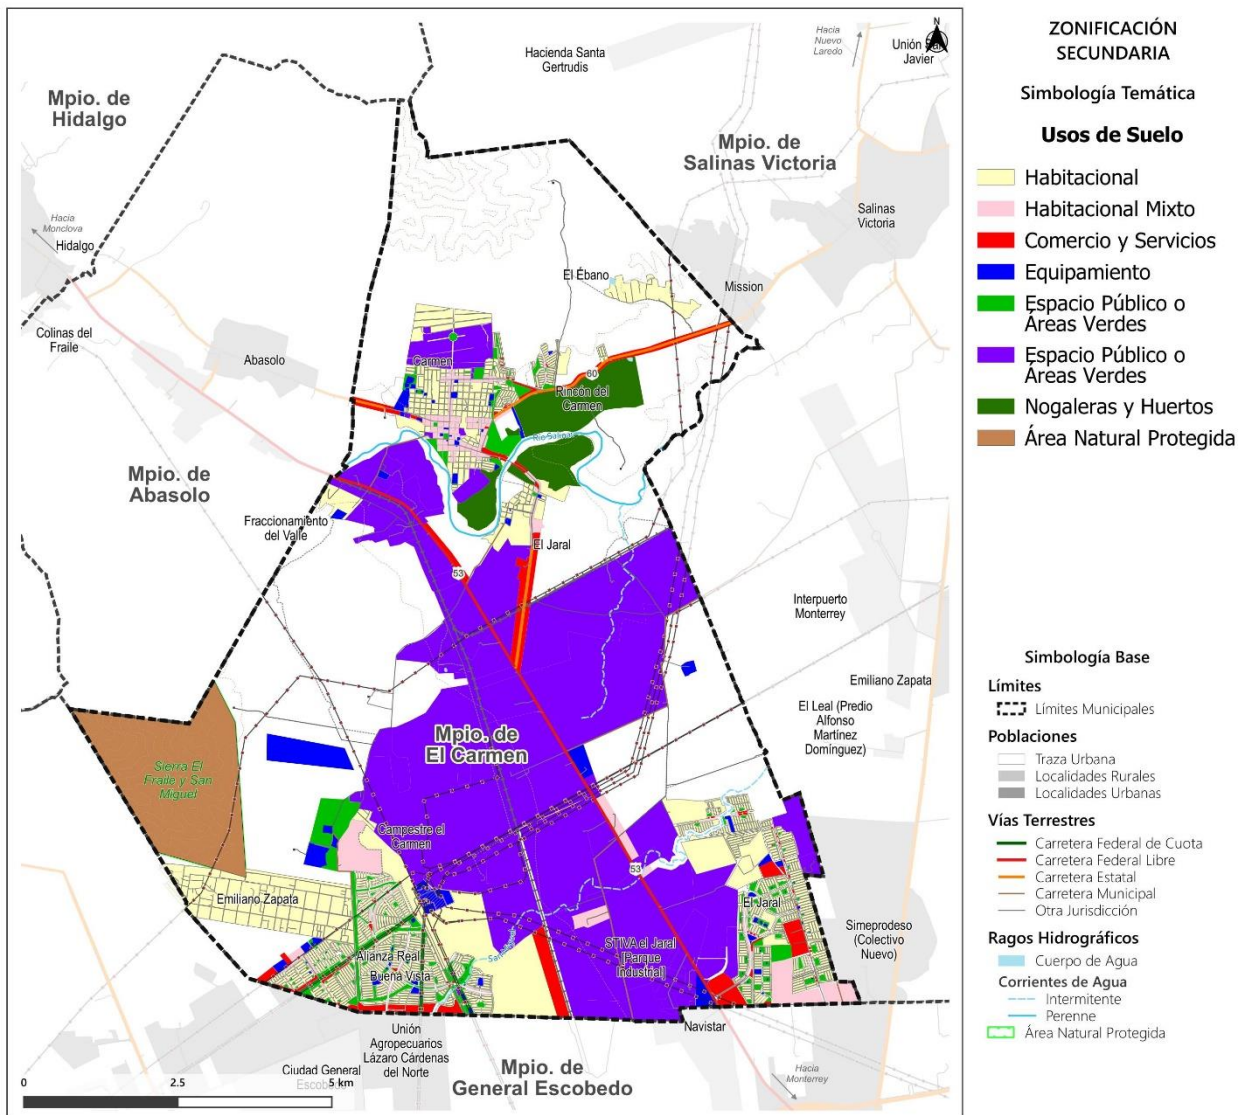 Mpio. de
Hidalgo
Hacienda Santa
Gertrudis
Hacia
Nuevo
Laredo
N
Unión San
Javier
Mpio. de
Salinas Victoria
Hacia
Monclova
Hidalgo
Salinas
Victoria
El Ébano
Mission
Colinas del
Fraile
Abasolo
Carmen
60
Rincón del
Carmen
Río Salinas
Mpio. de
Abasolo
Fraccionamiento
del Valle
El Jaral
53
Interpuerto
Monterrey
Emiliano Zapata
El Leal (Predio
Alfonso
Martínez
Domínguez)
Mpio. de
El Carmen
Sierra El
Fraile y San
Miguel
Campestre el
Carmen
53
Emiliano Zapata
El Jaral
Simeprodeso
(Colectivo
Nuevo)
STIVA el Jaral
[Parque
Industrial]
Alianza Real
Buena Vista
Navistar
Unión
Agropecuarios
Lázaro Cárdenas
del Norte
Ciudad General
Escobedo
Mpio. de
General Escobedo
Hacia
Monterrey
0 2.5 5 km
ZONIFICACIÓN
SECUNDARIA
Simbología Temática
Usos de Suelo
Habitacional
Habitacional Mixto
Comercio y Servicios
Equipamiento
Espacio Público o
Áreas Verdes
Espacio Público o
Áreas Verdes
Nogaleras y Huertos
Área Natural Protegida
Simbología Base
Límites
Límites Municipales
Poblaciones
Traza Urbana
Localidades Rurales
Localidades Urbanas
Vías Terrestres
Carretera Federal de Cuota
Carretera Federal Libre
Carretera Estatal
Carretera Municipal
Otra Jurisdicción
Ragos Hidrográficos
Cuerpo de Agua
Corrientes de Agua
Intermitente
Perenne
Área Natural Protegida